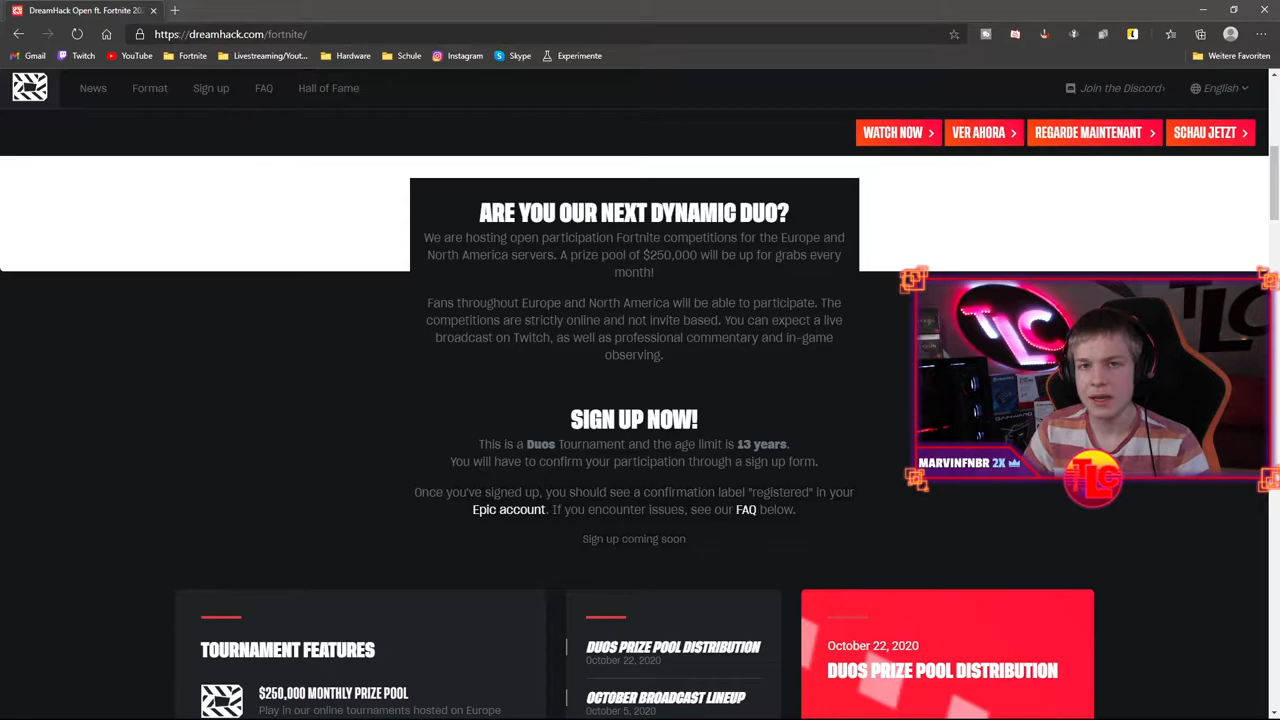 DreamHack Open ft. Fortnite 202
https://dreamhack.com/fortnite/
Gmail Twitch YouTube Fortnite Livestreaming/Yout... Hardware Schule Instagram Skype Experimente Weitere Favoriten
News Format Sign up FAQ Hall of Fame Join the Discord› English
WATCH NOW VER AHORA REGARDE MAINTENANT SCHAU JETZT
ARE YOU OUR NEXT DYNAMIC DUO?
We are hosting open participation Fortnite competitions for the Europe and
North America servers. A prize pool of $250,000 will be up for grabs every
month!
Fans throughout Europe and North America will be able to participate. The
competitions are strictly online and not invite based. You can expect a live
broadcast on Twitch, as well as professional commentary and in-game
observing.
TLC
TLC
MARVINFNBR 2X
TLC
SIGN UP NOW!
This is a Duos Tournament and the age limit is 13 years.
You will have to confirm your participation through a sign up form.
Once you've signed up, you should see a confirmation label "registered" in your
Epic account. If you encounter issues, see our FAQ below.
Sign up coming soon
TOURNAMENT FEATURES
$250,000 MONTHLY PRIZE POOL
Play in our online tournaments hosted on Europe
DUOS PRIZE POOL DISTRIBUTION
October 22, 2020
OCTOBER BROADCAST LINEUP
October 5, 2020
October 22, 2020
DUOS PRIZE POOL DISTRIBUTION